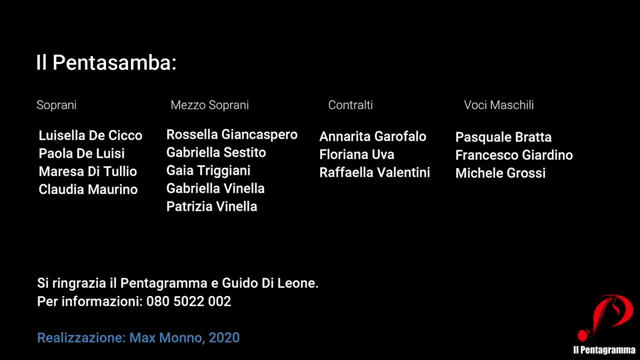 Il Pentasamba:
Soprani
Luisella De Cicco
Paola De Luisi
Maresa Di Tullio
Claudia Maurino
Mezzo Soprani
Rossella Giancaspero
Gabriella Sestito
Gaia Triggiani
Gabriella Vinella
Patrizia Vinella
Contralti
Annarita Garofalo
Floriana Uva
Raffaella Valentini
Voci Maschili
Pasquale Bratta
Francesco Giardino
Michele Grossi
Si ringrazia il Pentagramma e Guido Di Leone.
Per informazioni: 080 5022 002
Realizzazione: Max Monno, 2020
Il Pentagramma